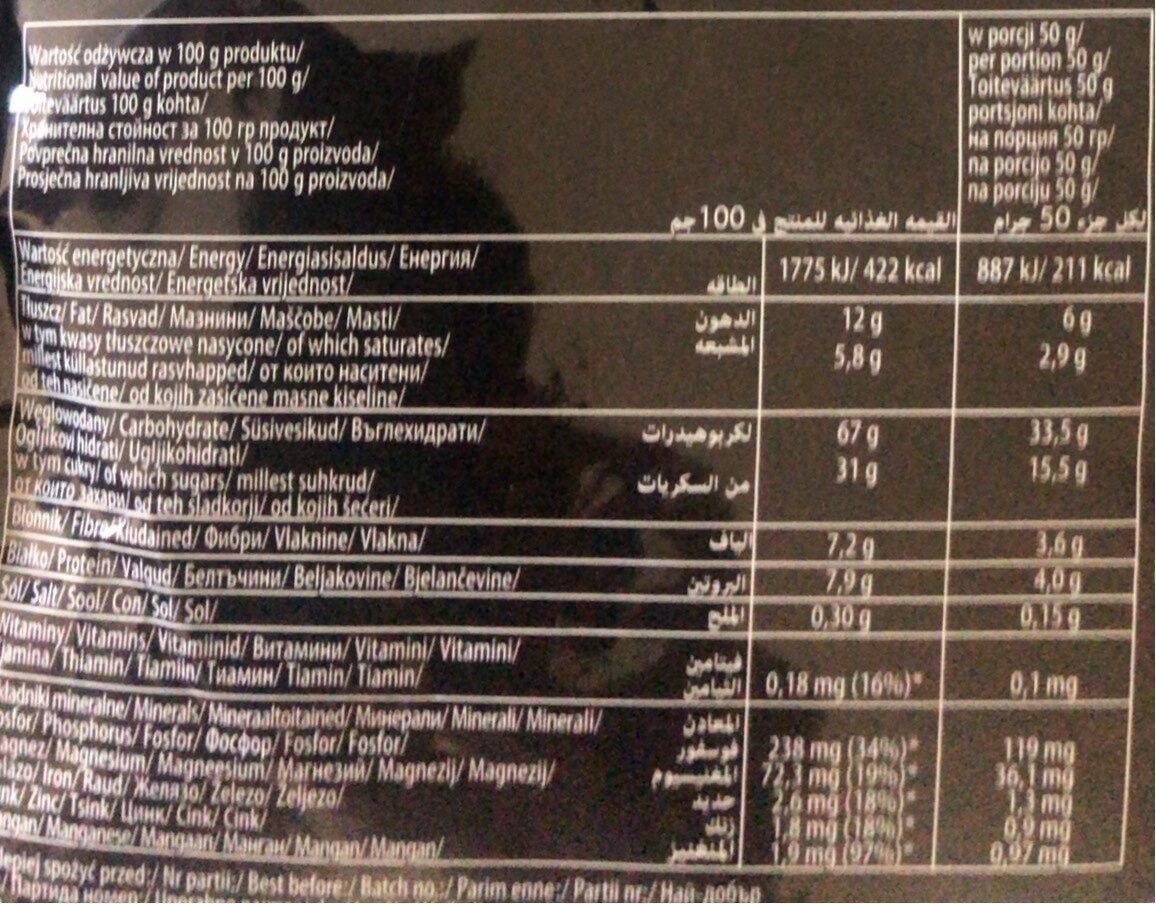 Wartość odżywcza w 100 g produktu/
Nutritional value of product per 100 g/
Toiteväärtus 100 g kohta/
Хранителна стойност за 100 гр продукт/
Povprečna hranilna vrednost v 100 g proizvoda/
Prosječna hranljiva vrijednost na 100 g proizvoda/
القيمه الغذائيه للمنتج في 100 جم
w porcji 50 g/
per portion 50 g/
Toiteväärtus 50 g
portsjoni kohta/
на порция 50 гр/
na porcijo 50 g/
na porciju 50 g/
لكل جزء 50 جرام
Wartość energetyczna/ Energy/ Energiasisaldus/ Енергия/
Energijska vrednost/ Energetska vrijednost/ الطاقه 1775 kJ/ 422 kcal 887 kJ/ 211 kcal
Tłuszcz/ Fat/ Rasvad/ Мазнини/ Maščobe/ Masti/ الدهون 12 g 6 g
w tym kwasy tłuszczowe nasycone/ of which saturates/ المشبعه 5,8 g 2,9 g
millest küllastunud rasvhapped/ от които наситени/
od teh nasičene/ od kojih zasićene masne kiseline/
Węglowodany/ Carbohydrate/ Süsivesikud/ Въглехидрати/ لكربوهيدرات 67 g 33,5 g
Ogljikovi hidrati/ Ugljikohidrati/
w tym cukry/ of which sugars/ millest suhkrud/ من السكريات 31 g 15,5 g
от които захари/ od teh sladkorji/ od kojih šećeri/
Błonnik/ Fibre/ Kiudained/ Фибри/ Vlaknine/ Vlakna/ الياف 7,2 g 3,6 g
Białko/ Protein/ Valgud/ Белтъчини/ Beljakovine/ Bjelančevine/ البروتين 7,9 g 4,0 g
Sól/ Salt/ Sool/ Сол/ Sol/ Sol/ الملح 0,30 g 0,15 g
Witaminy/ Vitamins/ Vitamiinid/ Витамини/ Vitamini/ Vitamini/ فيتامين
Tiamina/ Thiamin/ Tiamiin/ Тиамин/ Tiamin/ Tiamin/ الثيامين 0,18 mg (16%)* 0,1 mg
Składniki mineralne/ Minerals/ Mineraaltoitained/ Минерали/ Minerali/ Minerali/ المعادن
Fosfor/ Phosphorus/ Fosfor/ Фосфор/ Fosfor/ Fosfor/ فوسفور 238 mg (34%)* 119 mg
Magnez/ Magnesium/ Magneesium/ Магнезий/ Magnezij/ Magnezij/ المغنيسيوم 72,3 mg (19%)* 36,1 mg
Żelazo/ Iron/ Raud/ Желязо/ Železo/ Željezo/ حديد 2,6 mg (18%)* 1,3 mg
Cynk/ Zinc/ Tsink/ Цинк/ Cink/ Cink/ زنك 1,8 mg (18%)* 0,9 mg
Mangan/ Manganese/ Mangaan/ Манган/ Mangan/ Mangan/ المنغنيز 1,9 mg (97%)* 0,97 mg
Najlepiej spożyć przed:/ Nr partii:/ Best before:/ Batch no.:/ Parim enne:/ Partii nr:/ Най-добър
Партида номер: